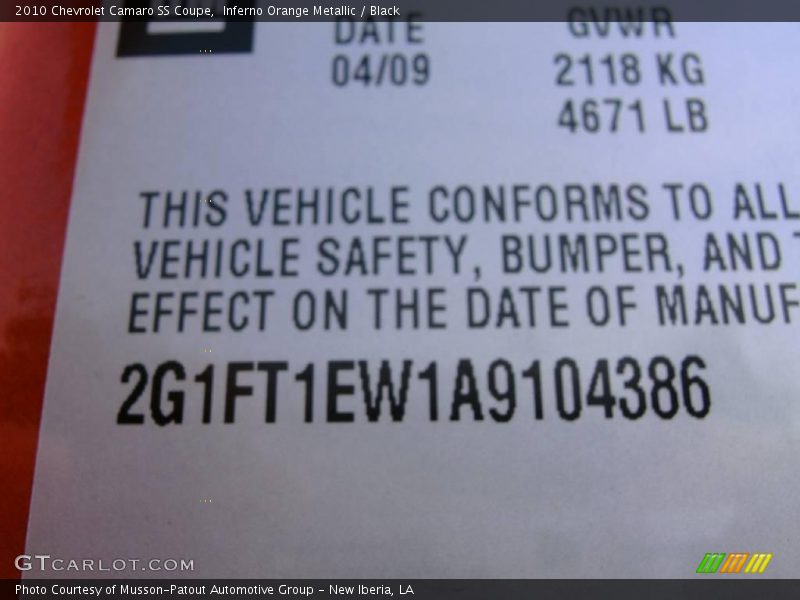 2010 Chevrolet Camaro SS Coupe, Inferno Orange Metallic / Black
DATE GVWR
04/09 2118 KG
4671 LB
THIS VEHICLE CONFORMS TO ALL
VEHICLE SAFETY, BUMPER, AND
EFFECT ON THE DATE OF MANUF
2G1FT1EW1A9104386
GTCARLOT.COM
Photo Courtesy of Musson-Patout Automotive Group - New Iberia, LA